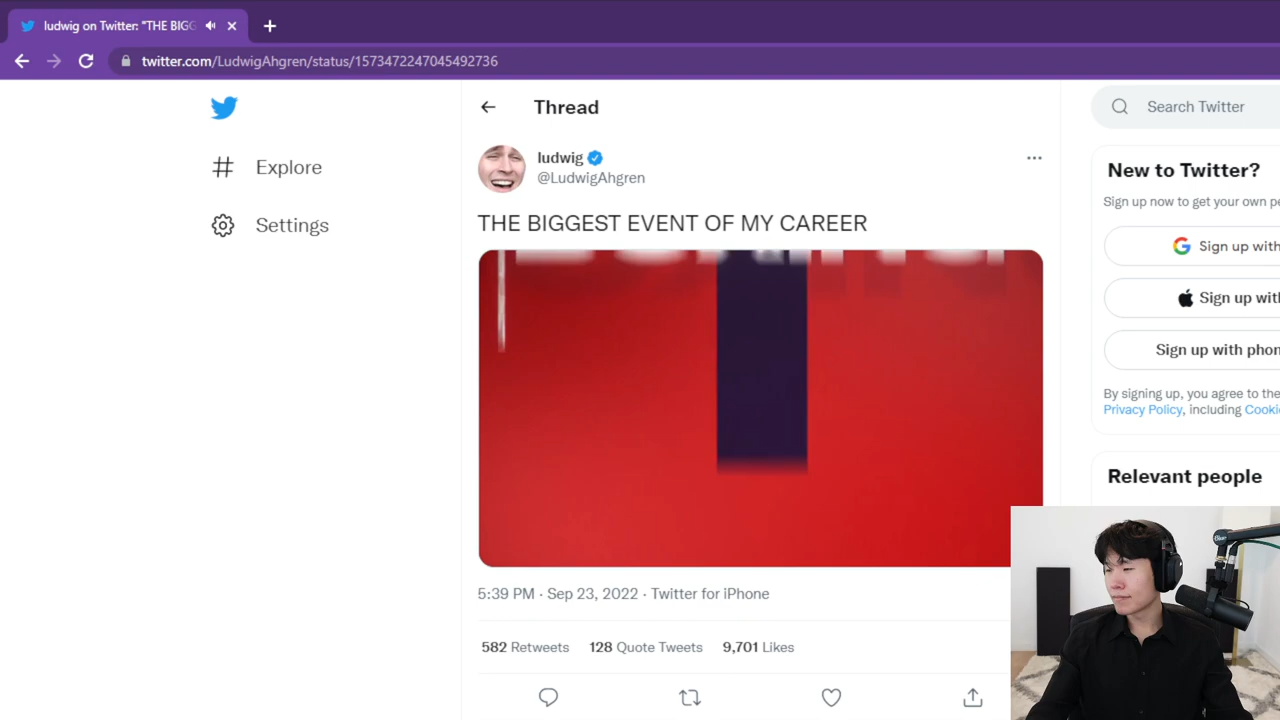 ludwig on Twitter: "THE BIGG
twitter.com/LudwigAhgren/status/1573472247045492736
Explore
Settings
Thread
ludwig
@LudwigAhgren
THE BIGGEST EVENT OF MY CAREER
5:39 PM · Sep 23, 2022 · Twitter for iPhone
582 Retweets 128 Quote Tweets 9,701 Likes
Search Twitter
New to Twitter?
Sign up now to get your own pe
Sign up with
Sign up with
Sign up with phon
By signing up, you agree to the
Privacy Policy, including Cooki
Relevant people
Blue